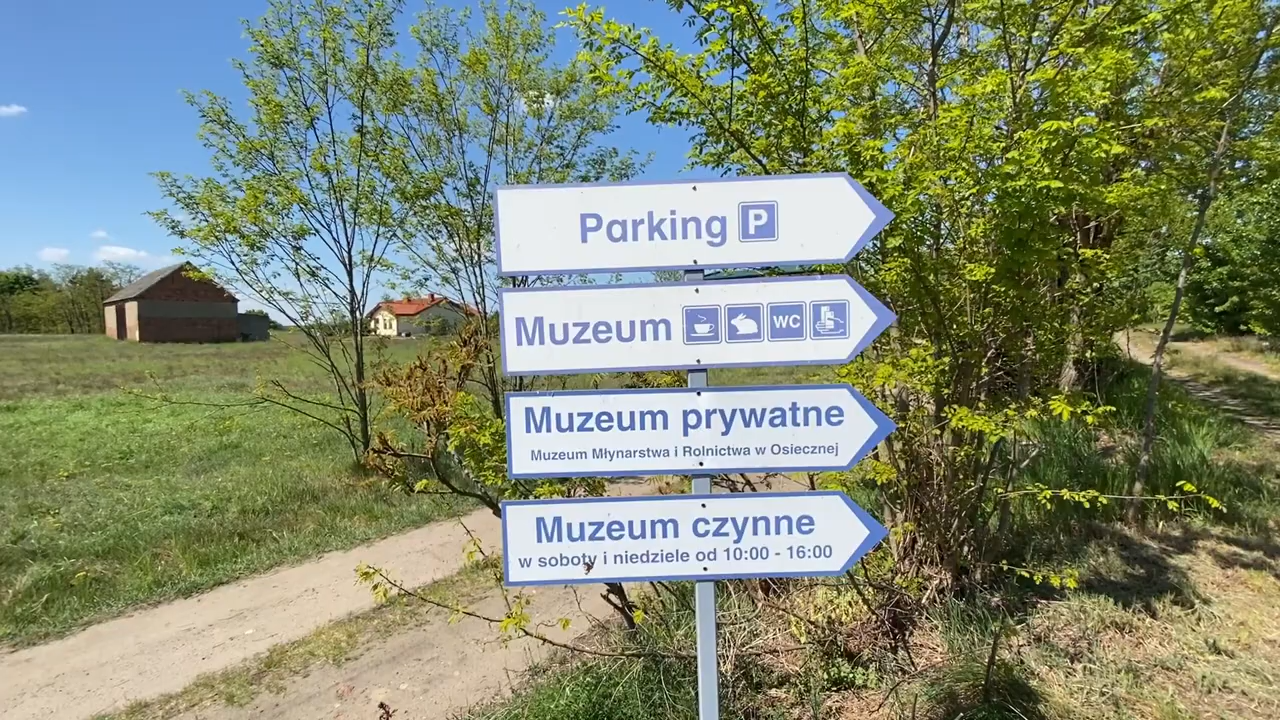 Parking P
Muzeum WC
Muzeum prywatne
Muzeum Młynarstwa i Rolnictwa w Osiecznej
Muzeum czynne
w soboty i niedziele od 10:00 - 16:00